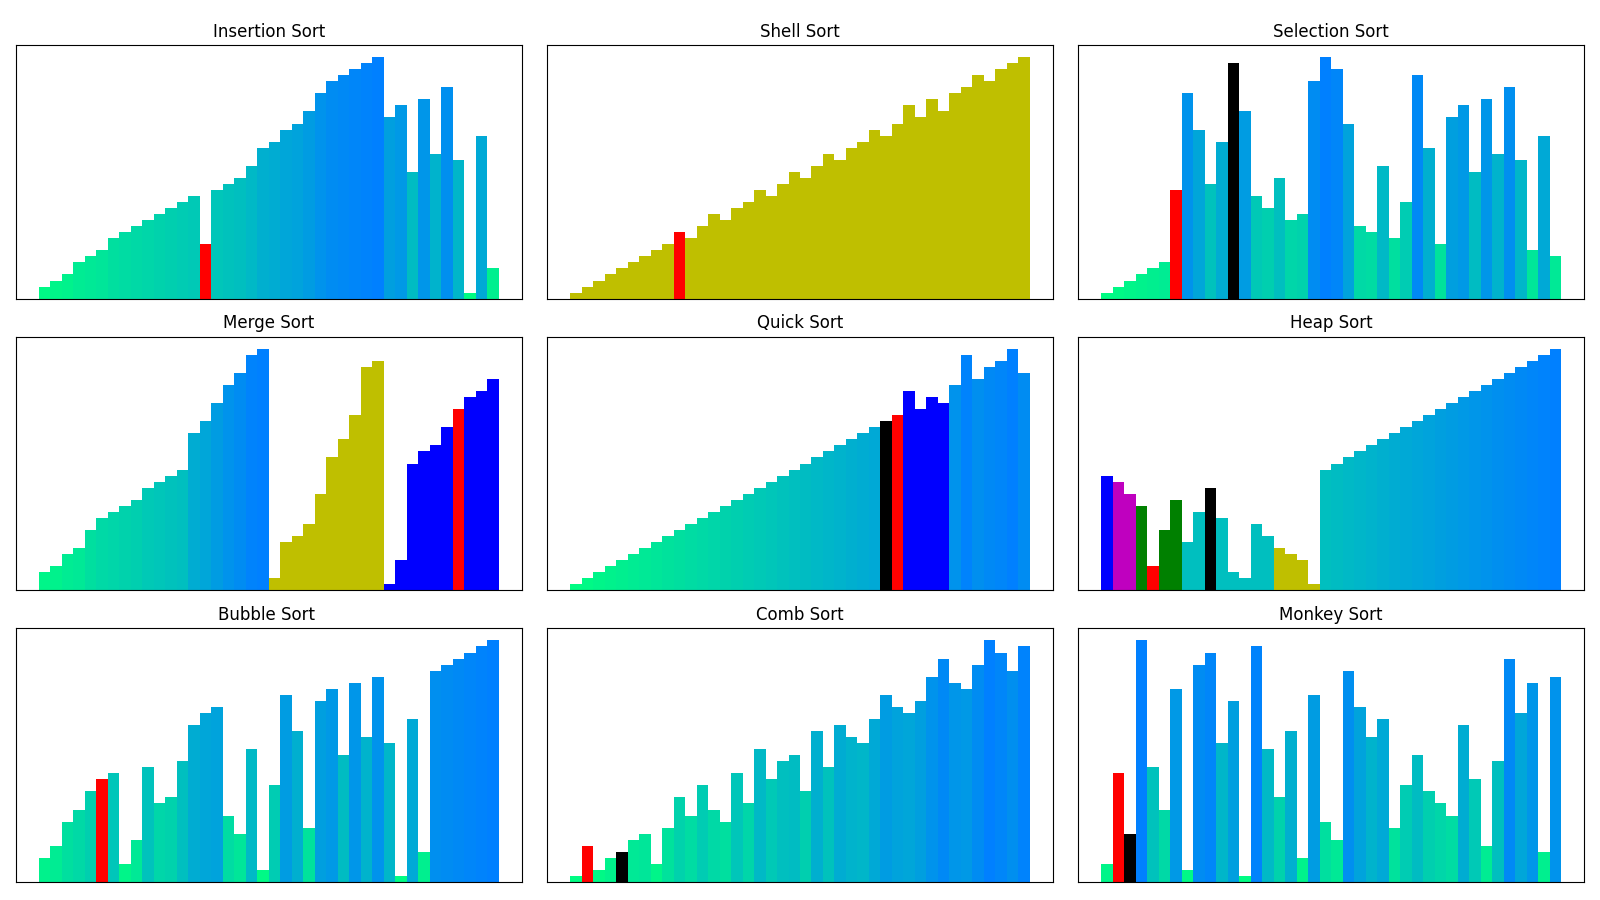 Insertion Sort
Shell Sort
Selection Sort
Merge Sort
Quick Sort
Heap Sort
Bubble Sort
Comb Sort
Monkey Sort